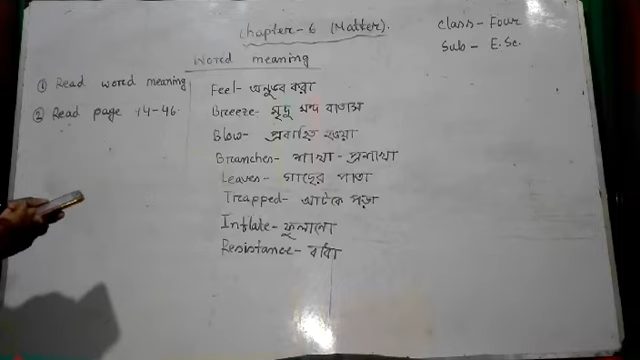 Chapter-6 (Matter).
Class- Four
Sub- E.Sc.
Word meaning
① Read word meaning
② Read page 44-46.
Feel- অনুভব করা
Breeze- মৃদু মন্দ বাতাস
Blow- প্রবাহিত হওয়া
Branches- শাখা-প্রশাখা
Leaves- গাছের পাতা
Trapped- আটকে পড়া
Inflate- ফুলানো
Resistance- বাঁধা